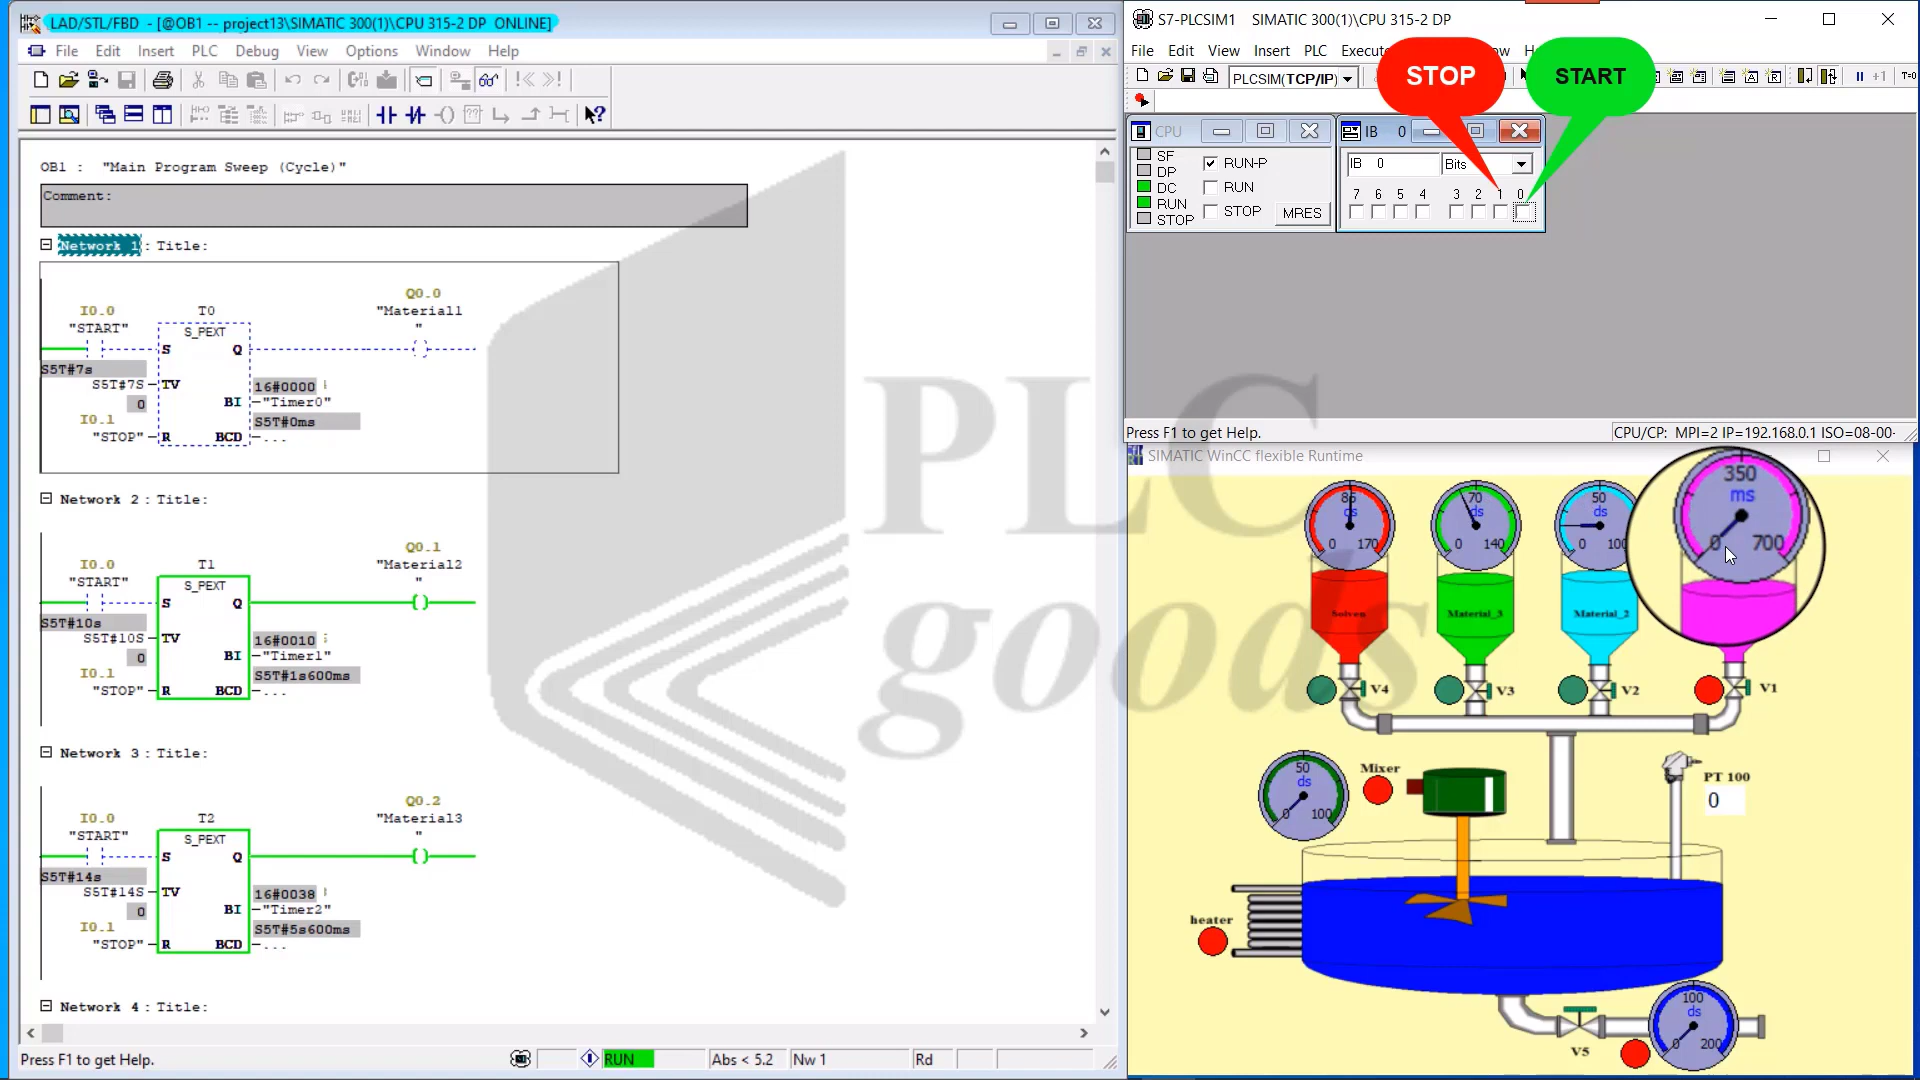 LAD/STL/FBD - [@OB1 -- project13\SIMATIC 300(1)\CPU 315-2 DP ONLINE]
File Edit Insert PLC Debug View Options Window Help
OB1 : "Main Program Sweep (Cycle)"
Comment:
Network 1 : Title:
I0.0
"START"
T0
S_PEXT
Q0.0
"Material1
"
S Q
S5T#7s
S5T#7S TV
16#0000
0
BI "Timer0"
I0.1
S5T#0ms
"STOP" R BCD ...
Network 2 : Title:
I0.0
"START"
T1
S_PEXT
Q0.1
"Material2
"
S Q
S5T#10s
S5T#10S TV
16#0010
0
BI "Timer1"
I0.1
S5T#1s600ms
"STOP" R BCD ...
Network 3 : Title:
I0.0
"START"
T2
S_PEXT
Q0.2
"Material3
"
S Q
S5T#14s
S5T#14S TV
16#0038
0
BI "Timer2"
I0.1
S5T#5s600ms
"STOP" R BCD ...
Network 4 : Title:
Press F1 to get Help.
RUN
Abs < 5.2
Nw 1
Rd
PLC
goods
S7-PLCSIM1 SIMATIC 300(1)\CPU 315-2 DP
File Edit View Insert PLC Execute
PLCSIM(TCP/IP)
+1
T=0
STOP
START
CPU
SF
DP
DC
RUN
STOP
RUN-P
RUN
STOP
MRES
IB 0
IB 0
Bits
7 6 5 4 3 2 1 0
Press F1 to get Help.
CPU/CP: MPI=2 IP=192.168.0.1 ISO=08-00-
SIMATIC WinCC flexible Runtime
86
ds
0 170
70
ds
0 140
50
ds
0 100
350
ms
0 700
Solven
Material_3
Material_2
V4
V3
V2
V1
50
ds
0 100
Mixer
PT 100
0
heater
100
ds
0 200
V5